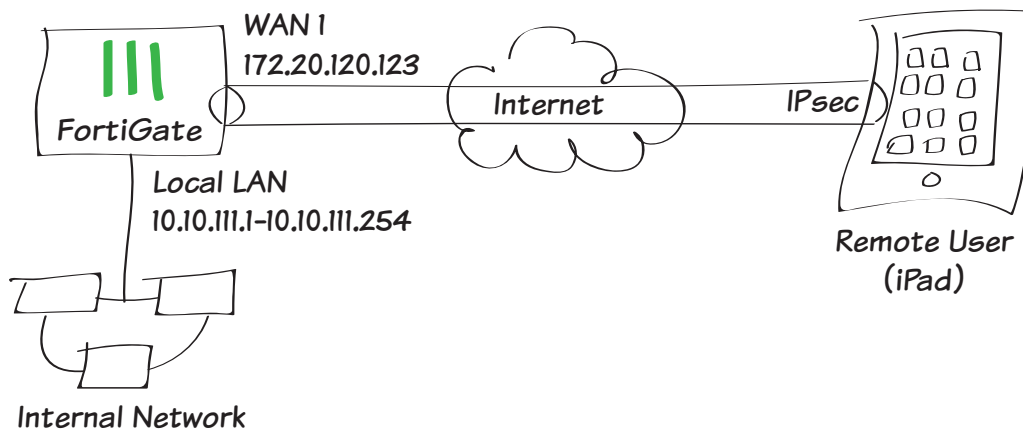 WAN 1
172.20.120.123
FortiGate
Internet
IPsec
Local LAN
10.10.111.1-10.10.111.254
Remote User
(iPad)
Internal Network